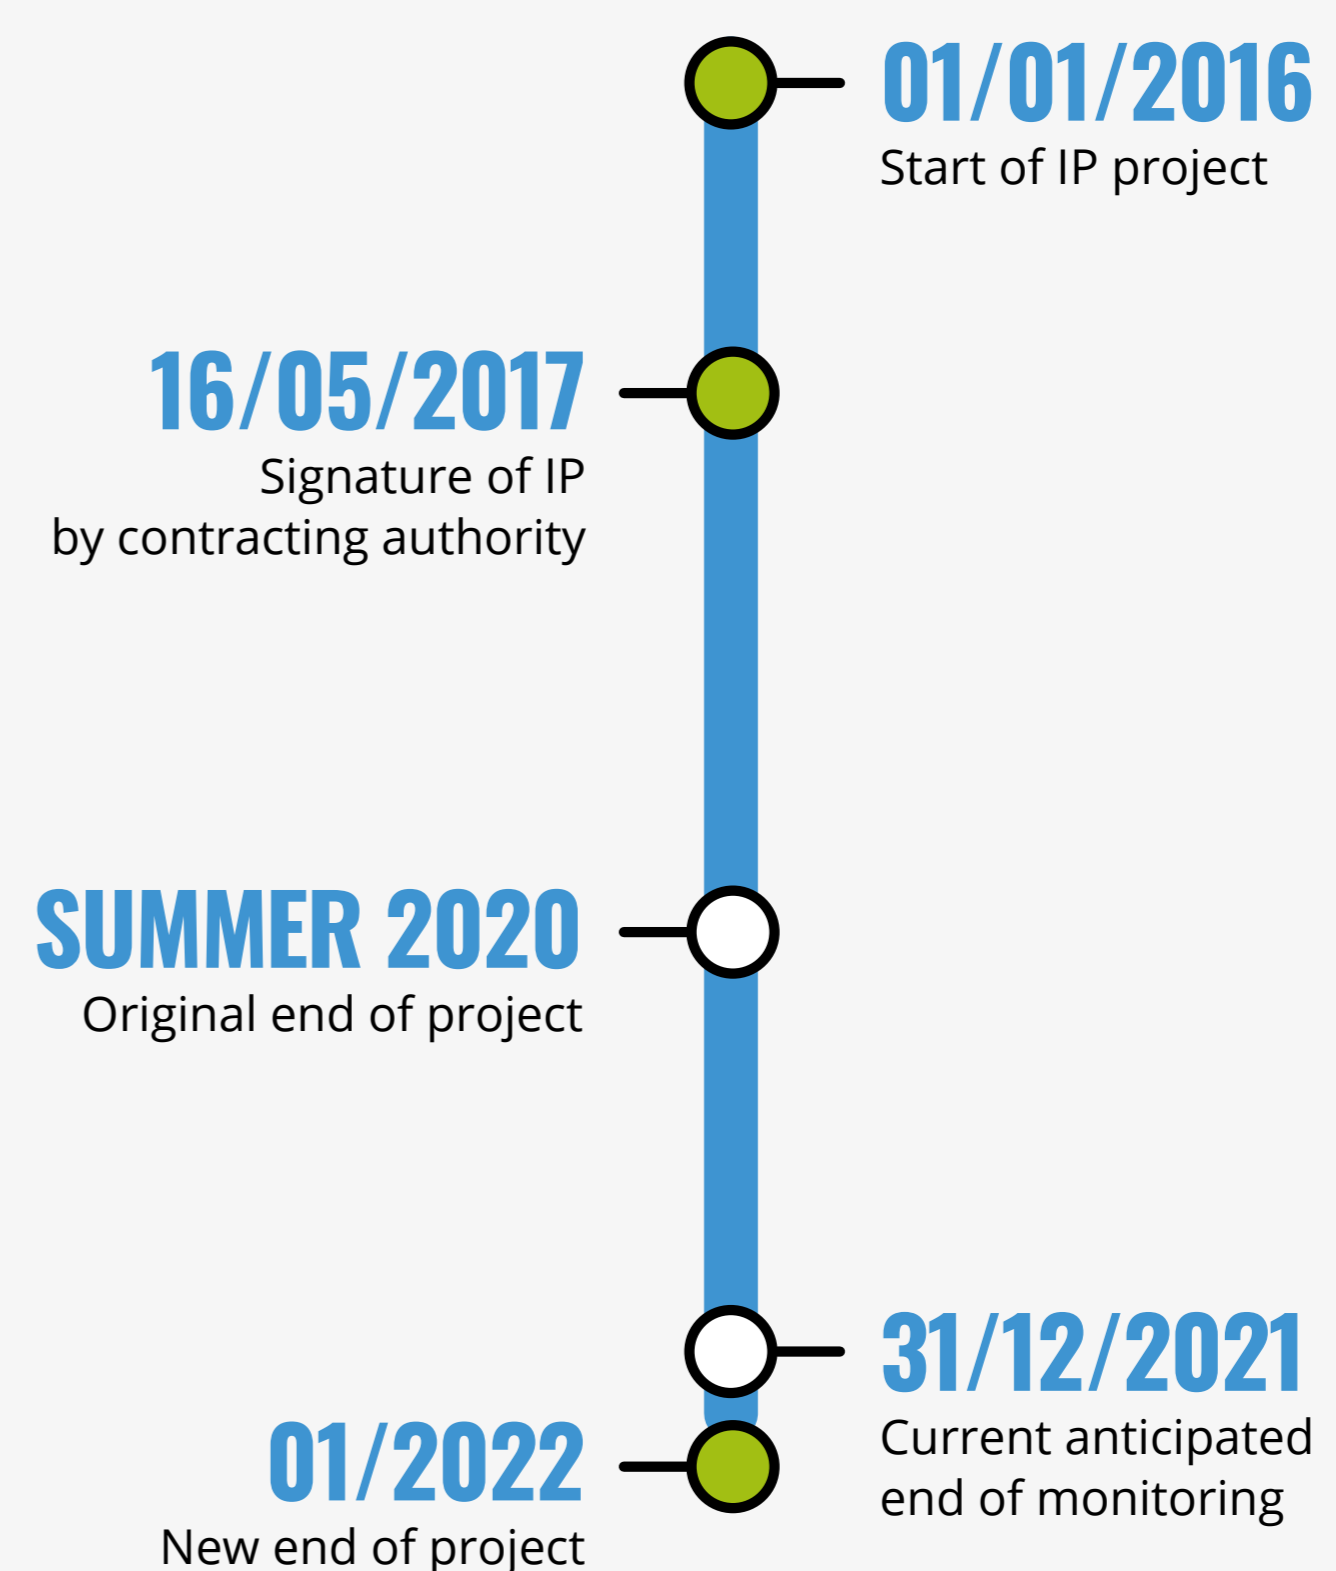 01/01/2016
Start of IP project
16/05/2017
Signature of IP
by contracting authority
SUMMER 2020
Original end of project
31/12/2021
Current anticipated
end of monitoring
01/2022
New end of project